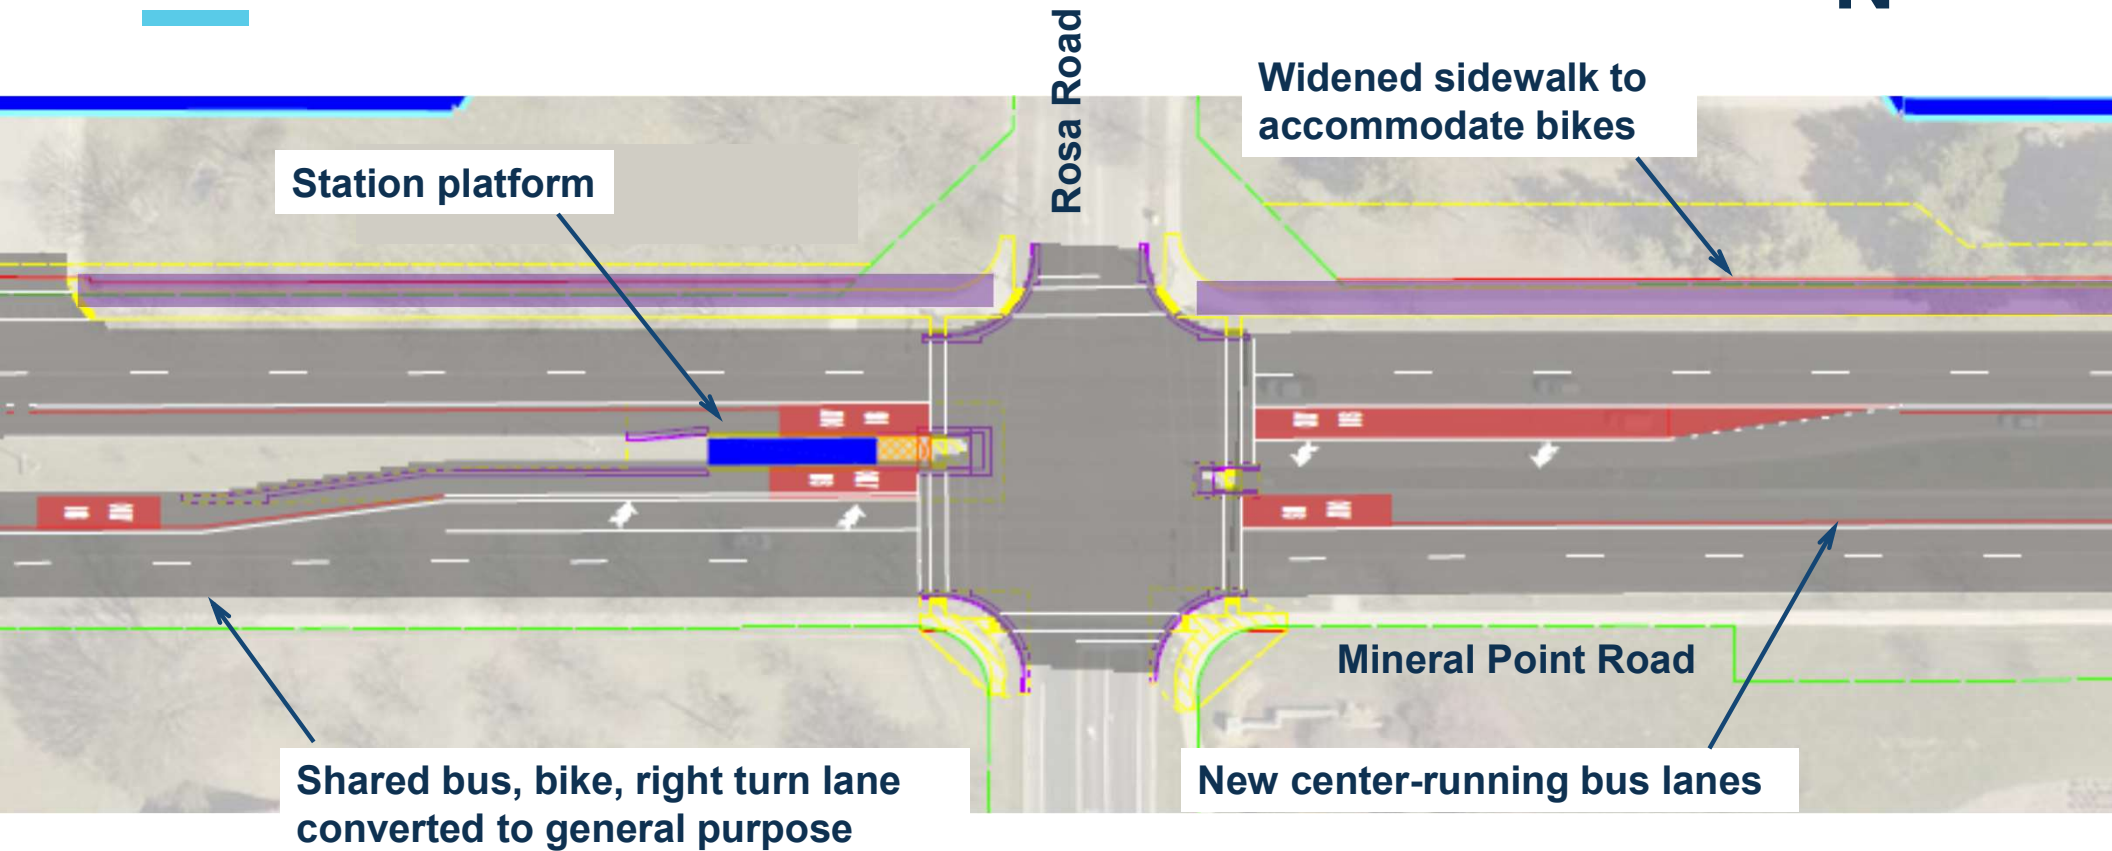 Rosa Road
N
Widened sidewalk to
accommodate bikes
Station platform
Mineral Point Road
Shared bus, bike, right turn lane
converted to general purpose
New center-running bus lanes